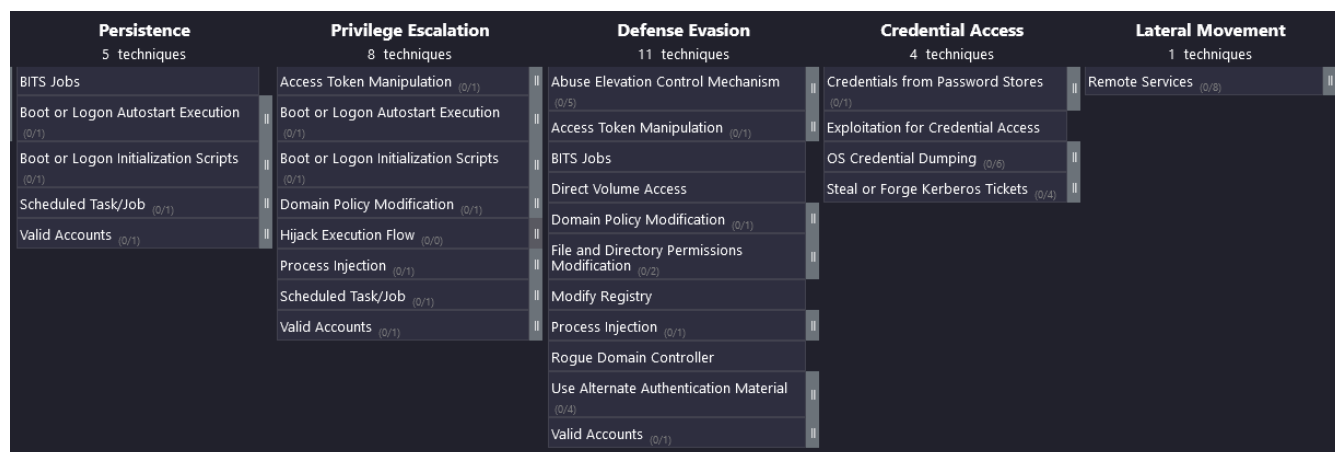 Persistence
5 techniques
BITS Jobs
Boot or Logon Autostart Execution
(0/1)
Boot or Logon Initialization Scripts
(0/1)
Scheduled Task/Job (0/1)
Valid Accounts (0/1)
Privilege Escalation
8 techniques
Access Token Manipulation (0/1)
Boot or Logon Autostart Execution
(0/1)
Boot or Logon Initialization Scripts
(0/1)
Domain Policy Modification (0/1)
Hijack Execution Flow (0/0)
Process Injection (0/1)
Scheduled Task/Job (0/1)
Valid Accounts (0/1)
Defense Evasion
11 techniques
Abuse Elevation Control Mechanism
(0/5)
Access Token Manipulation (0/1)
BITS Jobs
Direct Volume Access
Domain Policy Modification (0/1)
File and Directory Permissions
Modification (0/2)
Modify Registry
Process Injection (0/1)
Rogue Domain Controller
Use Alternate Authentication Material
(0/4)
Valid Accounts (0/1)
Credential Access
4 techniques
Credentials from Password Stores
(0/1)
Exploitation for Credential Access
OS Credential Dumping (0/6)
Steal or Forge Kerberos Tickets (0/4)
Lateral Movement
1 techniques
Remote Services (0/8)